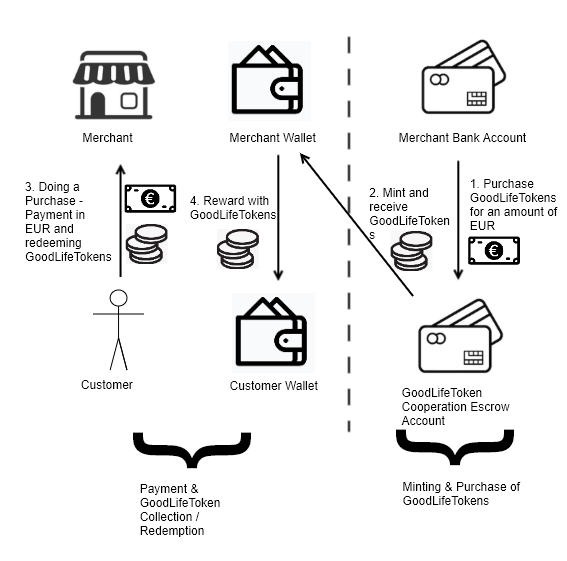 Merchant
Merchant Wallet
Merchant Bank Account
3. Doing a
Purchase -
Payment in
EUR and
redeeming
GoodLifeTokens
4. Reward with
GoodLifeTokens
2. Mint and
receive
GoodLifeToken
s
1. Purchase
GoodLifeTokens
for an amount of
EUR
Customer
Customer Wallet
GoodLifeToken
Cooperation Escrow
Account
Payment &
GoodLifeToken
Collection /
Redemption
Minting & Purchase of
GoodLifeTokens